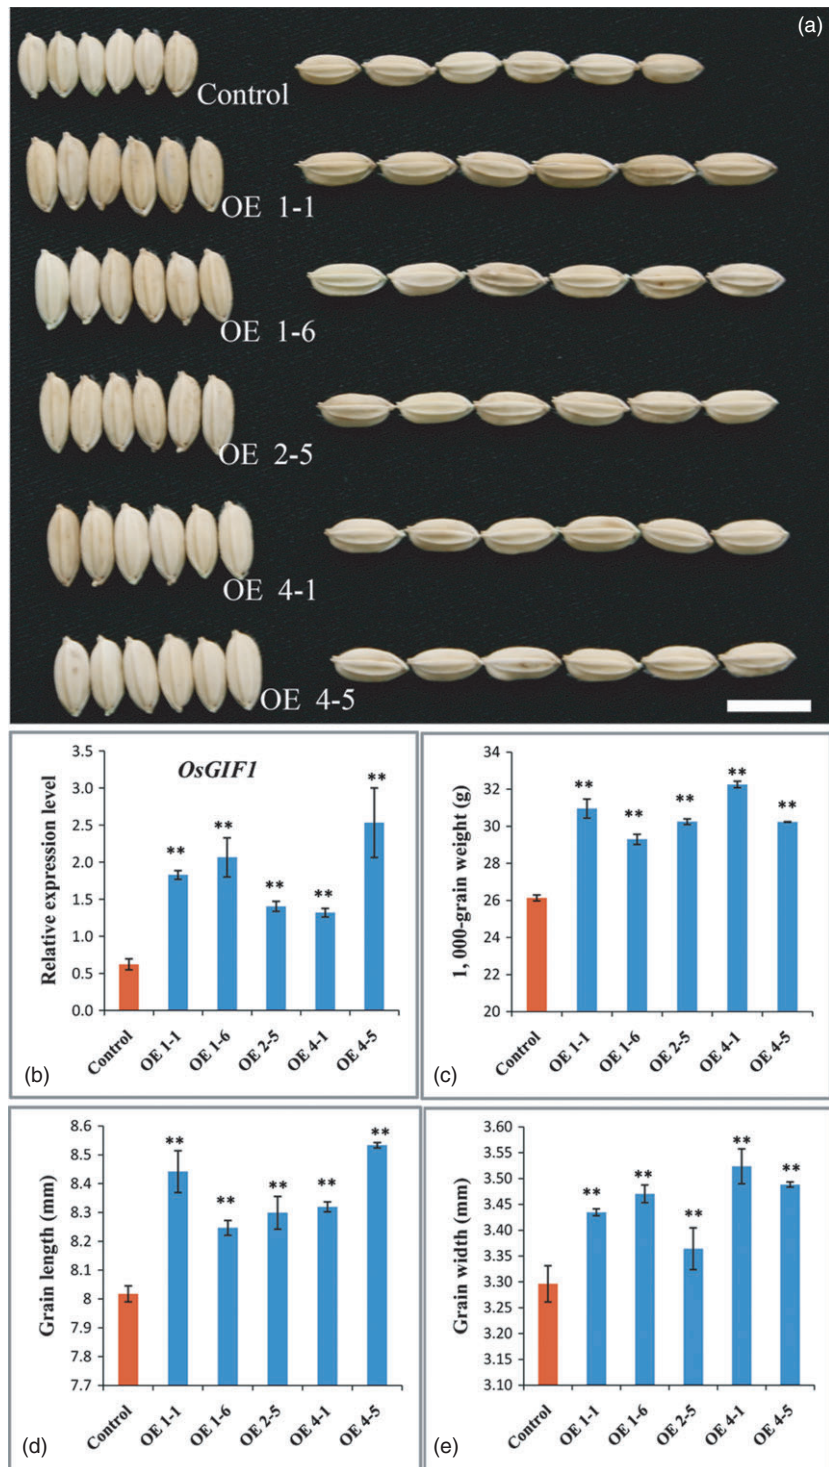 (a)
Control
OE 1-1
OE 1-6
OE 2-5
OE 4-1
OE 4-5
OsGIF1
Relative expression level
3.5
3.0
2.5
2.0
1.5
1.0
0.5
0.0
**
**
**
**
**
Control
OE 1-1
OE 1-6
OE 2-5
OE 4-1
OE 4-5
(b)
1, 000-grain weight (g)
34
32
30
28
26
24
22
20
**
**
**
**
**
Control
OE 1-1
OE 1-6
OE 2-5
OE 4-1
OE 4-5
(c)
Grain length (mm)
8.6
8.5
8.4
8.3
8.2
8.1
8
7.9
7.8
7.7
**
**
**
**
**
Control
OE 1-1
OE 1-6
OE 2-5
OE 4-1
OE 4-5
(d)
Grain width (mm)
3.60
3.55
3.50
3.45
3.40
3.35
3.30
3.25
3.20
3.15
3.10
**
**
**
**
**
Control
OE 1-1
OE 1-6
OE 2-5
OE 4-1
OE 4-5
(e)